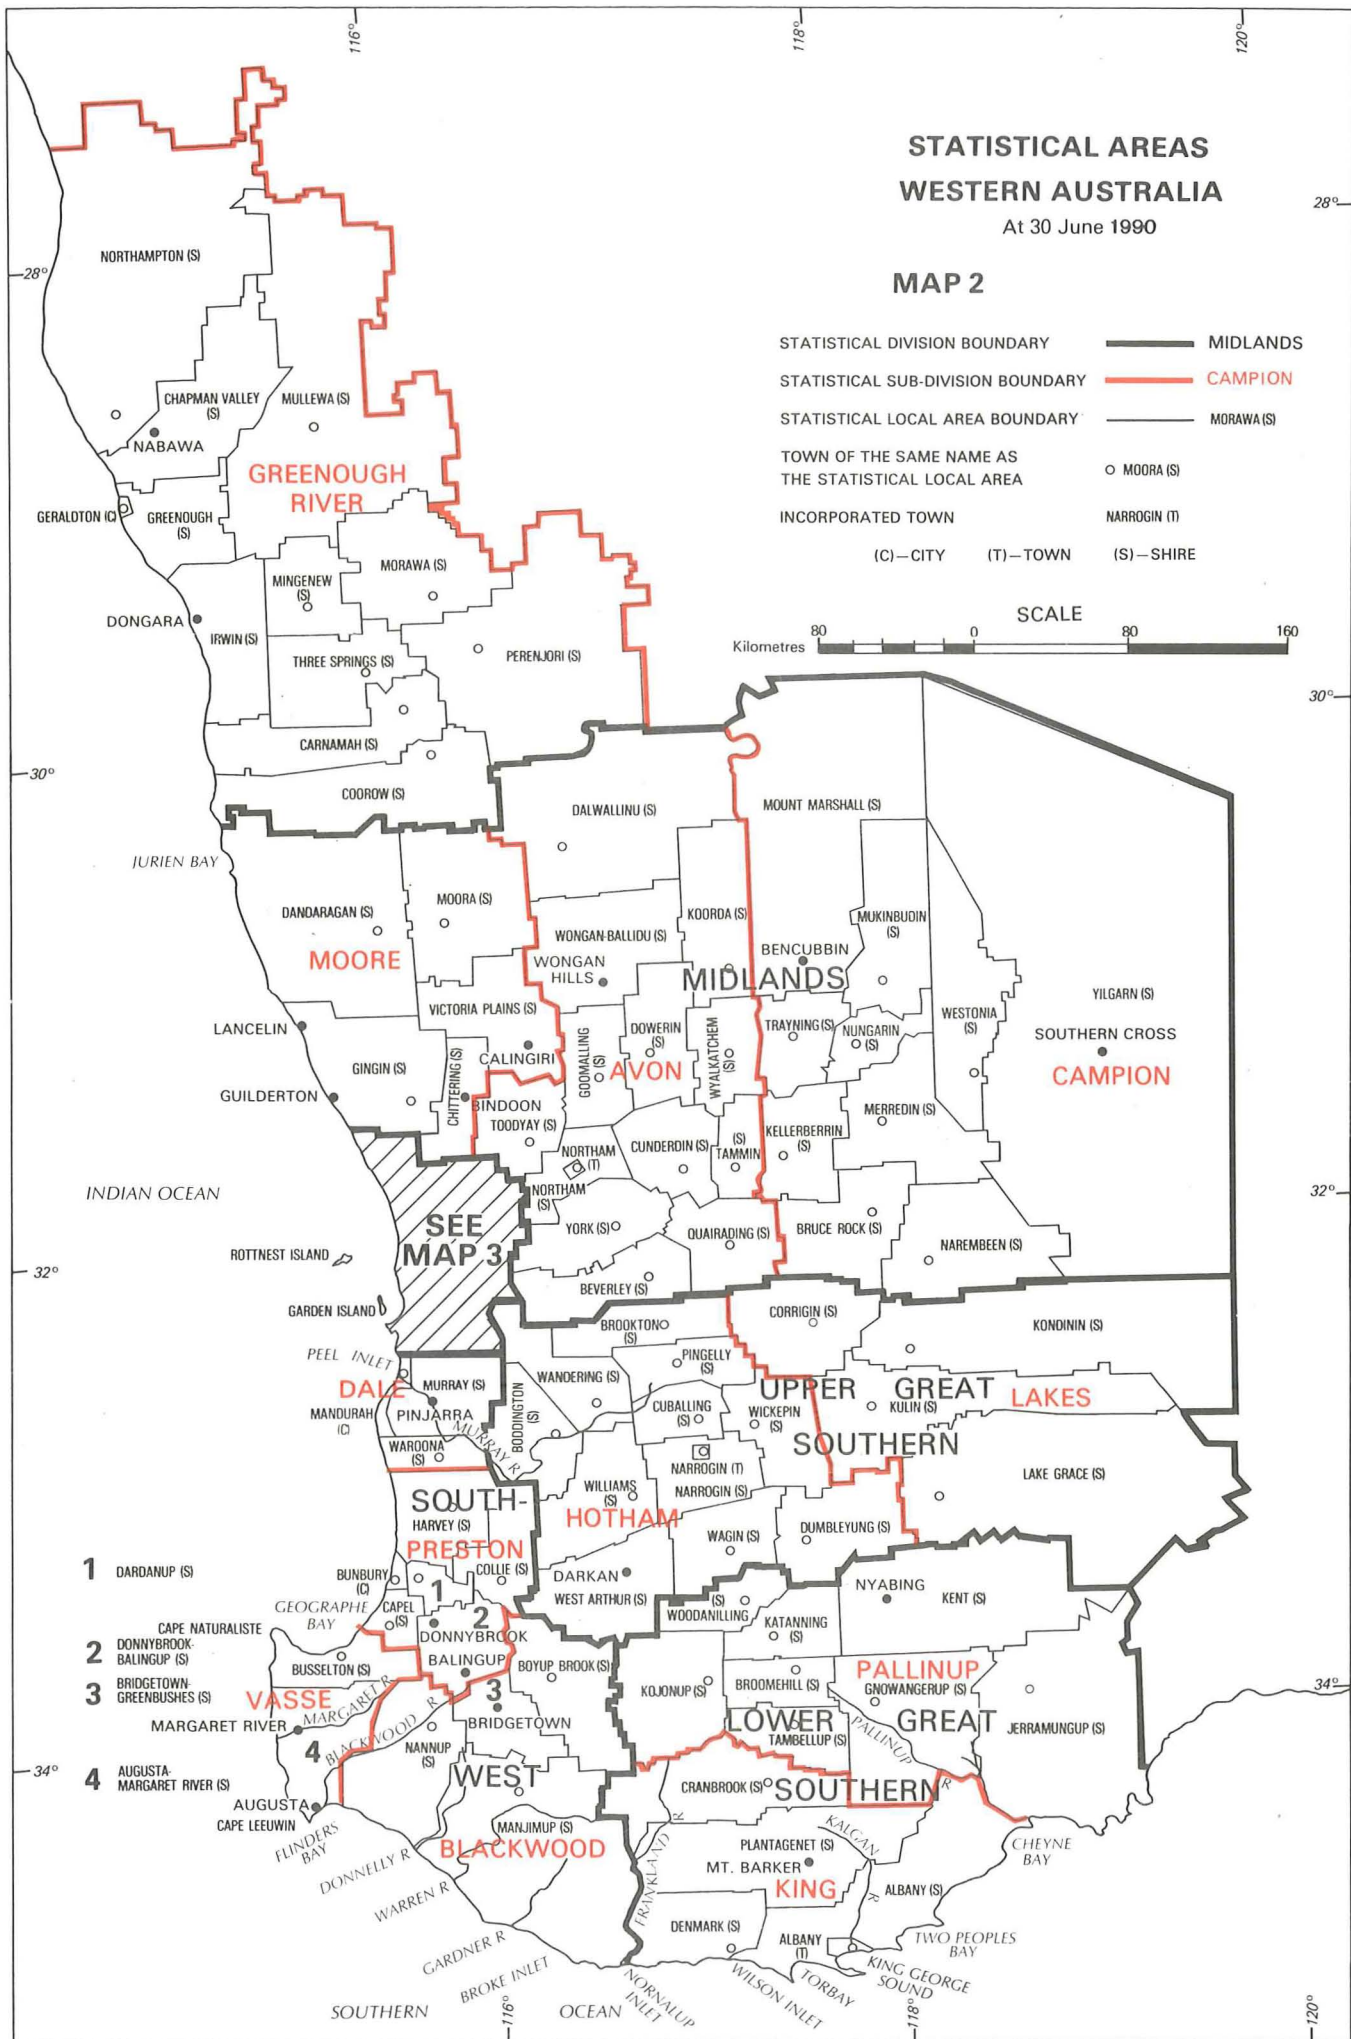 116°
118°
120°
STATISTICAL AREAS
WESTERN AUSTRALIA
At 30 June 1990
28°
MAP 2
STATISTICAL DIVISION BOUNDARY
MIDLANDS
STATISTICAL SUB-DIVISION BOUNDARY
CAMPION
STATISTICAL LOCAL AREA BOUNDARY
MORAWA (S)
TOWN OF THE SAME NAME AS
THE STATISTICAL LOCAL AREA
MOORA (S)
INCORPORATED TOWN
NARROGIN (T)
(C)—CITY (T)—TOWN (S)—SHIRE
SCALE
80 0 80 160
Kilometres
NORTHAMPTON (S)
28°
CHAPMAN VALLEY
(S)
MULLEWA (S)
NABAWA
GREENOUGH
RIVER
GERALDTON (C)
GREENOUGH
(S)
MORAWA (S)
MINGENEW
(S)
DONGARA
IRWIN (S)
THREE SPRINGS (S)
PERENJORI (S)
30°
CARNAMAH (S)
30°
COOROW (S)
DALWALLINU (S)
MOUNT MARSHALL (S)
JURIEN BAY
MOORA (S)
DANDARAGAN (S)
KOORDA (S)
MUKINBUDIN
(S)
MOORE
WONGAN-BALLIDU (S)
WONGAN
HILLS
BENCUBBIN
MIDLANDS
YILGARN (S)
VICTORIA PLAINS (S)
WESTONIA
(S)
LANCELIN
DOWERIN
(S)
TRAYNING (S)
NUNGARIN
(S)
SOUTHERN CROSS
CALINGIRI
GOOMALLING
(S)
WYALKATCHEM
(S)
GINGIN (S)
CHITTERING (S)
AVON
CAMPION
GUILDERTON
BINDOON
TOODYAY (S)
MERREDIN (S)
KELLERBERRIN
(S)
NORTHAM
(T)
CUNDERDIN (S)
(S)
TAMMIN
INDIAN OCEAN
32°
NORTHAM
(S)
SEE
MAP 3
YORK (S)
QUAIRADING (S)
BRUCE ROCK (S)
NAREMBEEN (S)
ROTTNEST ISLAND
32°
BEVERLEY (S)
GARDEN ISLAND
CORRIGIN (S)
KONDININ (S)
BROOKTON
(S)
PEEL INLET
PINGELLY
(S)
DALE
MURRAY (S)
WANDERING (S)
UPPER GREAT
LAKES
MANDURAH
(C)
PINJARRA
BODDINGTON
(S)
CUBALLING
(S)
WICKEPIN
(S)
KULIN (S)
MURRAY R
WAROONA
(S)
SOUTHERN
NARROGIN (T)
LAKE GRACE (S)
SOUTH-
WILLIAMS
(S)
NARROGIN (S)
HARVEY (S)
HOTHAM
PRESTON
WAGIN (S)
DUMBLEYUNG (S)
1 DARDANUP (S)
BUNBURY
(C)
COLLIE (S)
DARKAN
1
NYABING
KENT (S)
WEST ARTHUR (S)
(S)
WOODANILLING
GEOGRAPHE
BAY
CAPEL
(S)
2
KATANNING
(S)
CAPE NATURALISTE
DONNYBROOK
2 DONNYBROOK-
BALINGUP (S)
BALINGUP
BUSSELTON (S)
BOYUP BROOK (S)
PALLINUP
3 BRIDGETOWN-
GREENBUSHES (S)
VASSE
MARGARET R
3
KOJONUP (S)
BROOMEHILL (S)
GNOWANGERUP (S)
34°
MARGARET RIVER
BRIDGETOWN
LOWER GREAT
JERRAMUNGUP (S)
BLACKWOOD R
TAMBELLUP (S)
PALLINUP R
NANNUP
(S)
4
34°
4 AUGUSTA-
MARGARET RIVER (S)
WEST
CRANBROOK (S)
SOUTHERN
AUGUSTA
CAPE LEEUWIN
MANJIMUP (S)
KALGAN R
FLINDERS
BAY
BLACKWOOD
PLANTAGENET (S)
CHEYNE
BAY
DONNELLY R
FRANKLAND R
MT. BARKER
KING
ALBANY (S)
WARREN R
DENMARK (S)
ALBANY
(T)
TWO PEOPLES
BAY
GARDNER R
KING GEORGE
SOUND
BROKE INLET
NORNALUP
INLET
WILSON INLET
TORBAY
SOUTHERN OCEAN
116°
118°
120°